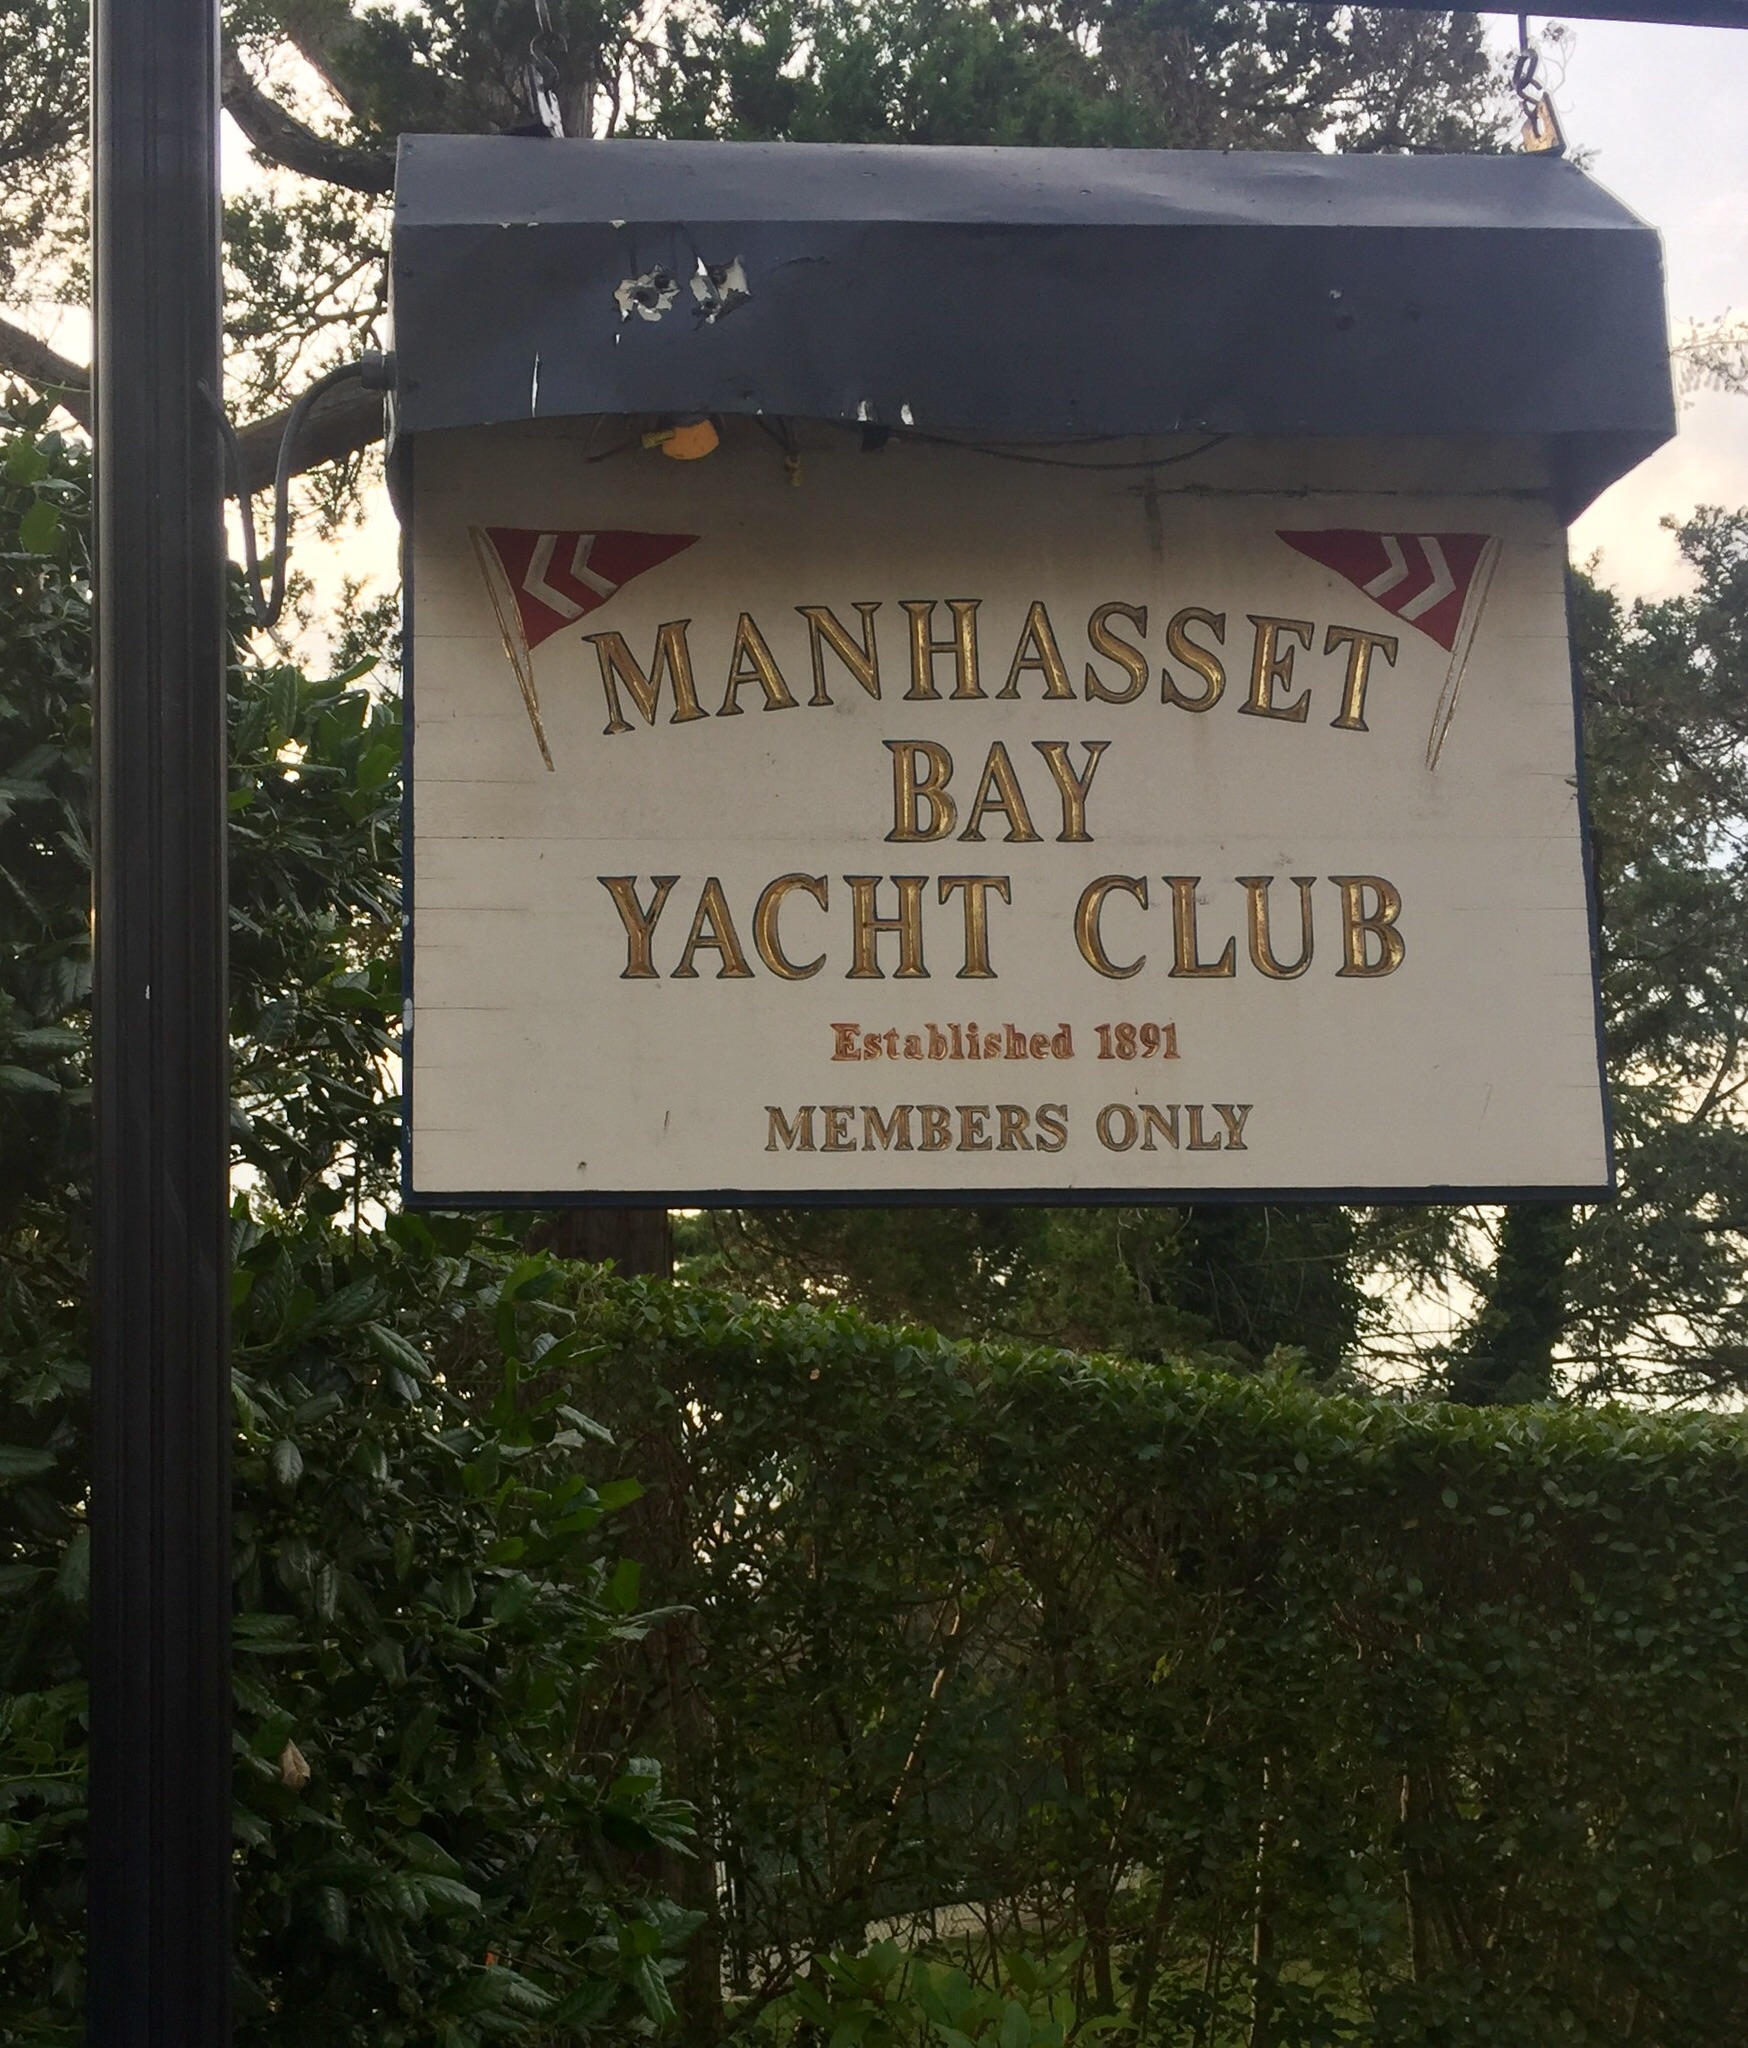 MANHASSET
BAY
YACHT CLUB
Established 1891
MEMBERS ONLY